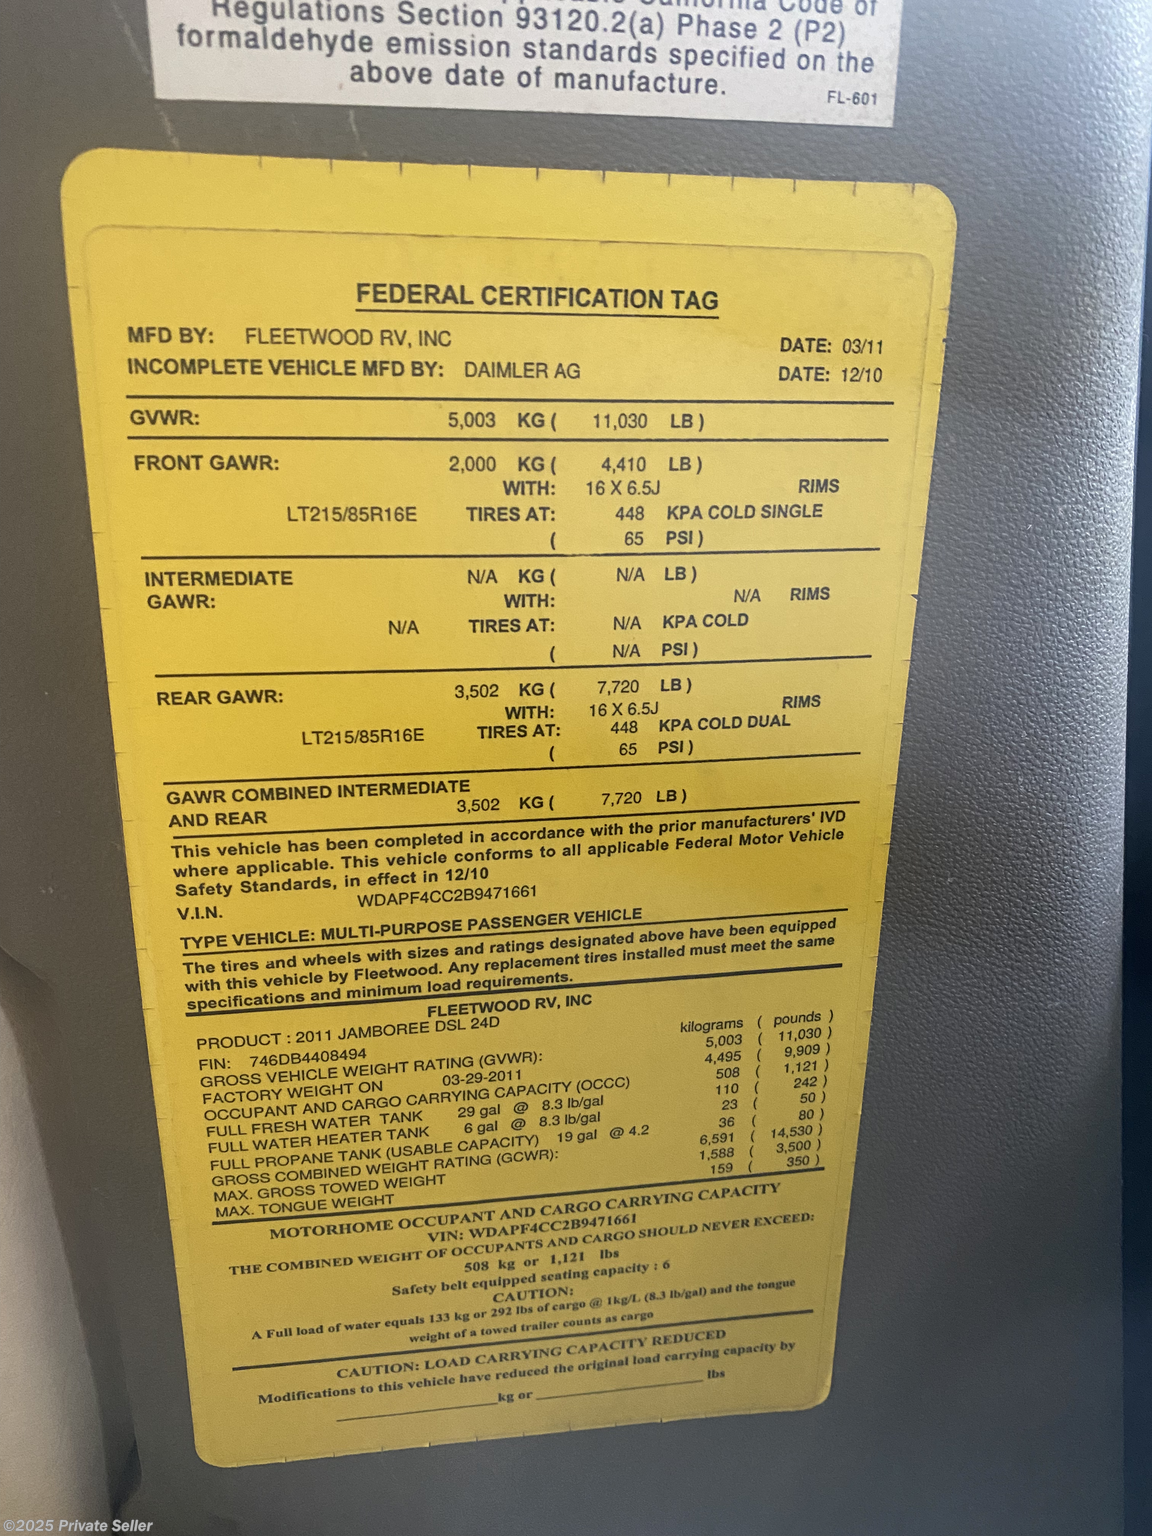 California Code of
Regulations Section 93120.2(a) Phase 2 (P2)
formaldehyde emission standards specified on the
above date of manufacture.
FL-601
FEDERAL CERTIFICATION TAG
MFD BY: FLEETWOOD RV, INC DATE: 03/11
INCOMPLETE VEHICLE MFD BY: DAIMLER AG DATE: 12/10
GVWR: 5,003 KG ( 11,030 LB )
FRONT GAWR: 2,000 KG ( 4,410 LB )
WITH: 16 X 6.5J RIMS
LT215/85R16E TIRES AT: 448 KPA COLD SINGLE
( 65 PSI )
INTERMEDIATE N/A KG ( N/A LB )
GAWR: WITH: N/A RIMS
N/A TIRES AT: N/A KPA COLD
( N/A PSI )
REAR GAWR: 3,502 KG ( 7,720 LB )
WITH: 16 X 6.5J RIMS
LT215/85R16E TIRES AT: 448 KPA COLD DUAL
( 65 PSI )
GAWR COMBINED INTERMEDIATE
AND REAR 3,502 KG ( 7,720 LB )
This vehicle has been completed in accordance with the prior manufacturers' IVD
where applicable. This vehicle conforms to all applicable Federal Motor Vehicle
Safety Standards, in effect in 12/10
V.I.N. WDAPF4CC2B9471661
TYPE VEHICLE: MULTI-PURPOSE PASSENGER VEHICLE
The tires and wheels with sizes and ratings designated above have been equipped
with this vehicle by Fleetwood. Any replacement tires installed must meet the same
specifications and minimum load requirements.
FLEETWOOD RV, INC
PRODUCT : 2011 JAMBOREE DSL 24D
FIN: 746DB4408494 kilograms ( pounds )
GROSS VEHICLE WEIGHT RATING (GVWR): 5,003 ( 11,030 )
FACTORY WEIGHT ON 03-29-2011 4,495 ( 9,909 )
OCCUPANT AND CARGO CARRYING CAPACITY (OCCC) 508 ( 1,121 )
FULL FRESH WATER TANK 29 gal @ 8.3 lb/gal 110 ( 242 )
FULL WATER HEATER TANK 6 gal @ 8.3 lb/gal 23 ( 50 )
FULL PROPANE TANK (USABLE CAPACITY) 19 gal @ 4.2 36 ( 80 )
GROSS COMBINED WEIGHT RATING (GCWR): 6,591 ( 14,530 )
MAX. GROSS TOWED WEIGHT 1,588 ( 3,500 )
MAX. TONGUE WEIGHT 159 ( 350 )
MOTORHOME OCCUPANT AND CARGO CARRYING CAPACITY
VIN: WDAPF4CC2B9471661
THE COMBINED WEIGHT OF OCCUPANTS AND CARGO SHOULD NEVER EXCEED:
508 kg or 1,121 lbs
Safety belt equipped seating capacity : 6
CAUTION:
A Full load of water equals 133 kg or 292 lbs of cargo @ 1kg/L (8.3 lb/gal) and the tongue
weight of a towed trailer counts as cargo
CAUTION: LOAD CARRYING CAPACITY REDUCED
Modifications to this vehicle have reduced the original load carrying capacity by
____________________kg or ____________________ lbs
©2025 Private Seller